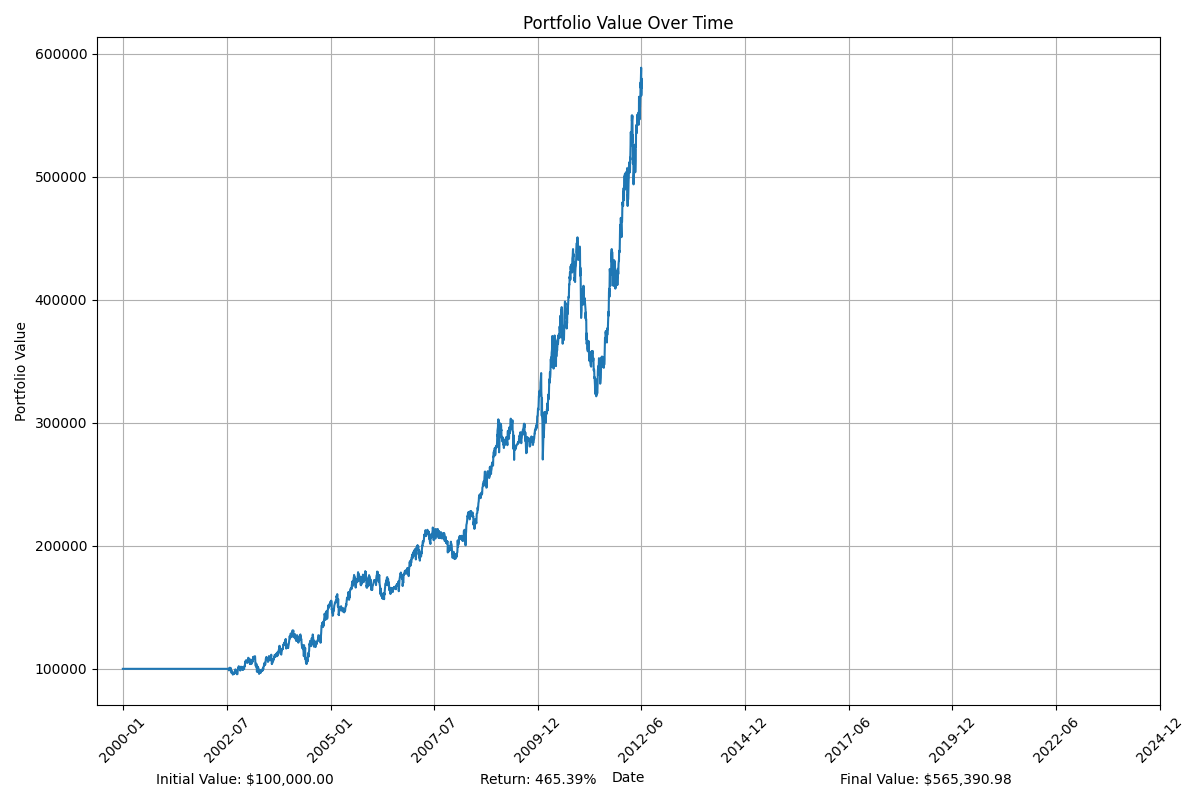 Portfolio Value Over Time
600000
500000
400000
300000
200000
100000
Portfolio Value
2000-01
2002-07
2005-01
2007-07
2009-12
2012-06
2014-12
2017-06
2019-12
2022-06
2024-12
Date
Initial Value: $100,000.00
Return: 465.39%
Final Value: $565,390.98